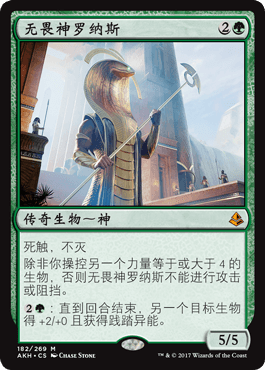 无畏神罗纳斯 2
传奇生物～神
死触，不灭
除非你操控另一个力量等于或大于 4 的
生物，否则无畏神罗纳斯不能进行攻击
或阻挡。
2：直到回合结束，另一个目标生物
得 +2/+0 且获得践踏异能。
5/5
182/269 M
AKH • CS CHASE STONE
™ & © 2017 Wizards of the Coast